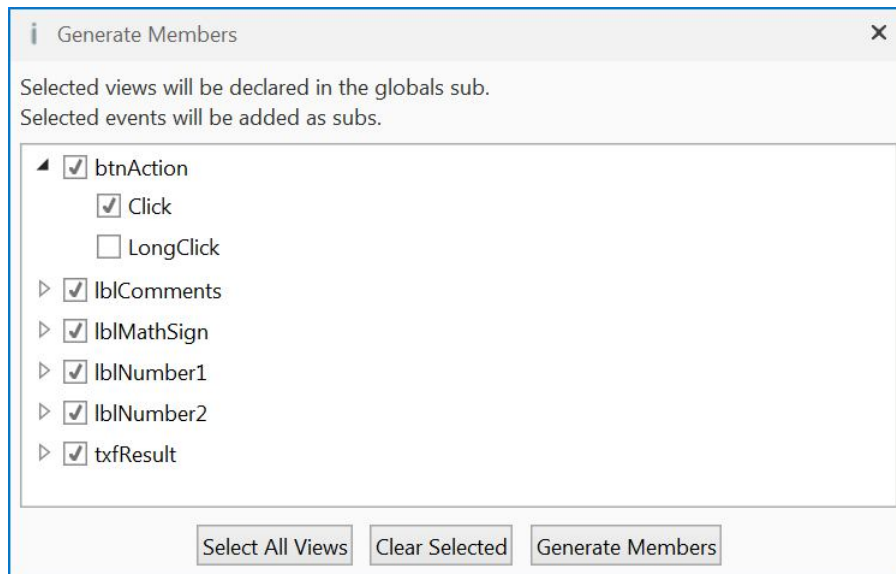 i Generate Members
Selected views will be declared in the globals sub.
Selected events will be added as subs.
btnAction
Click
LongClick
lblComments
lblMathSign
lblNumber1
lblNumber2
txfResult
Select All Views Clear Selected Generate Members